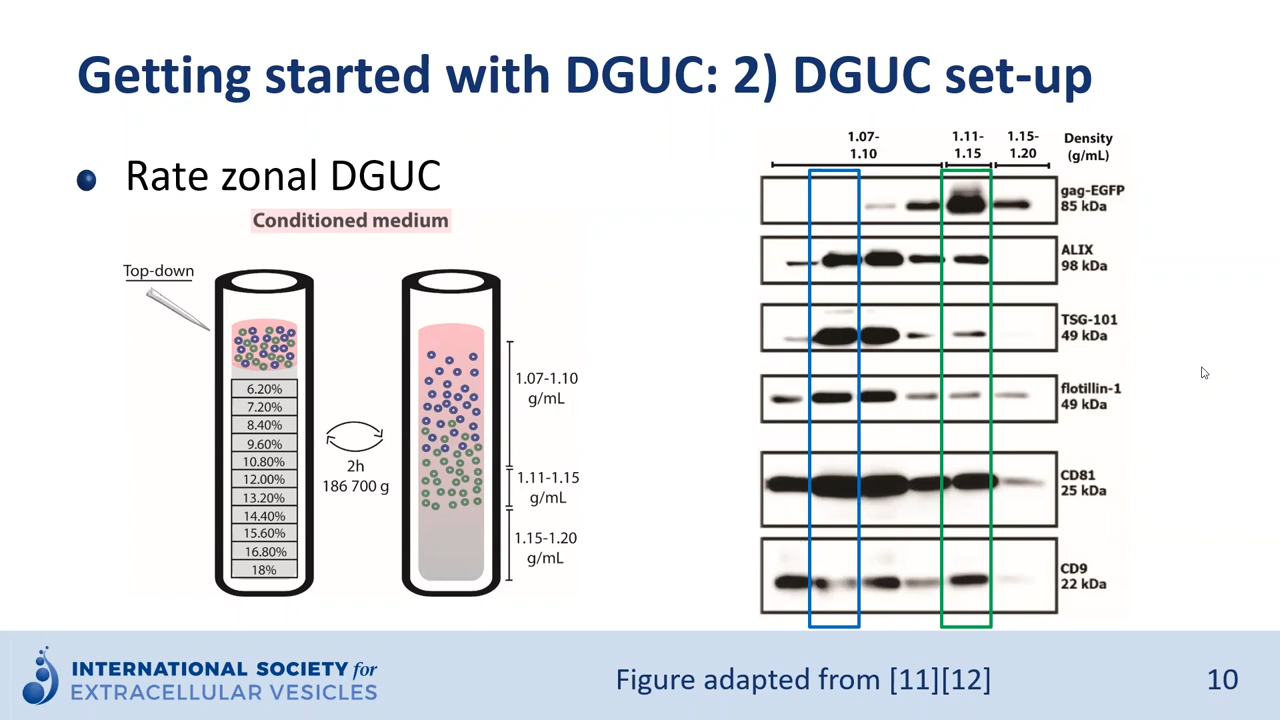 Getting started with DGUC: 2) DGUC set-up
Rate zonal DGUC
Conditioned medium
Top-down
6.20%
7.20%
8.40%
9.60%
10.80%
12.00%
13.20%
14.40%
15.60%
16.80%
18%
2h
186 700 g
1.07-1.10
g/mL
1.11-1.15
g/mL
1.15-1.20
g/mL
1.07-
1.10
1.11-
1.15
1.15-
1.20
Density
(g/mL)
gag-EGFP
85 kDa
ALIX
98 kDa
TSG-101
49 kDa
flotillin-1
49 kDa
CD81
25 kDa
CD9
22 kDa
INTERNATIONAL SOCIETY for
EXTRACELLULAR VESICLES
Figure adapted from [11][12]
10